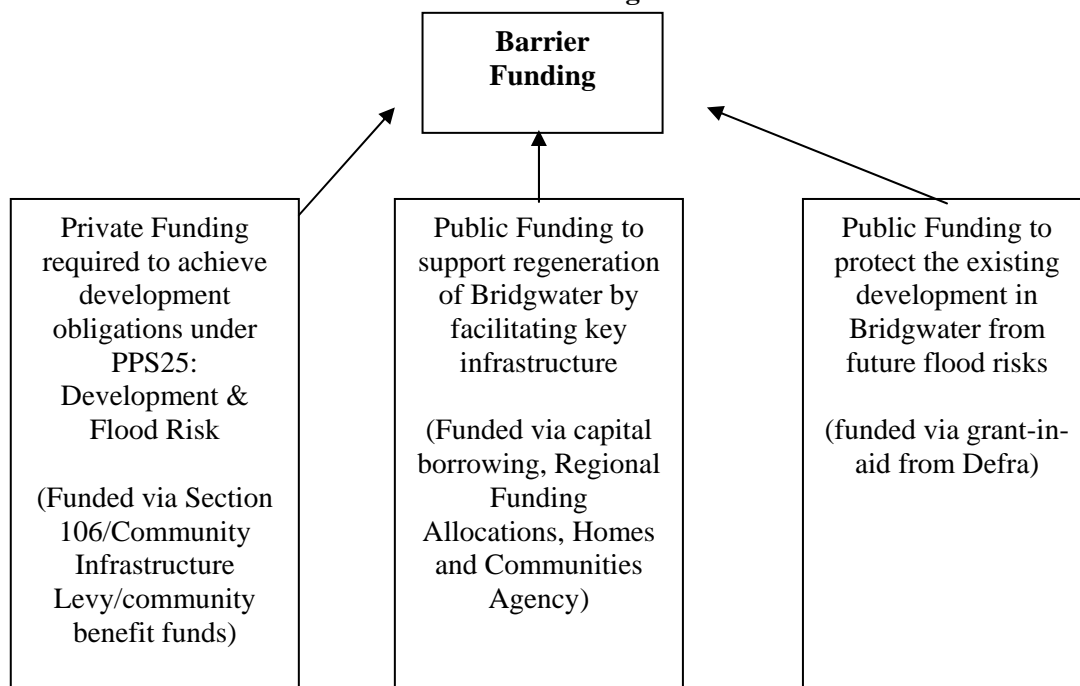 Barrier
Funding
Private Funding
required to achieve
development
obligations under
PPS25:
Development &
Flood Risk
(Funded via Section
106/Community
Infrastructure
Levy/community
benefit funds)
Public Funding to
support regeneration
of Bridgwater by
facilitating key
infrastructure
(Funded via capital
borrowing, Regional
Funding
Allocations, Homes
and Communities
Agency)
Public Funding to
protect the existing
development in
Bridgwater from
future flood risks
(funded via grant-in-
aid from Defra)